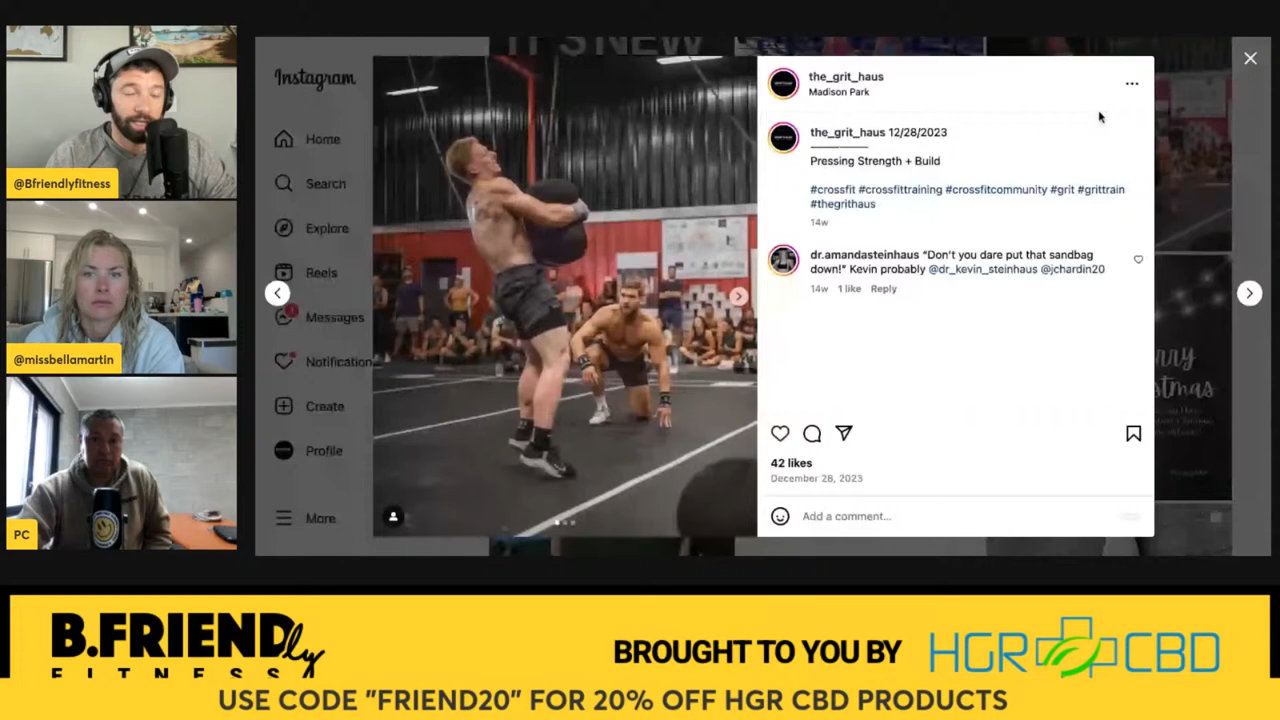 IT'S NEW
@Bfriendlyfitness
@missbellamartin
PC
Instagram
Home
Search
Explore
Reels
Messages
Notification
Create
Profile
More
the_grit_haus
Madison Park
the_grit_haus 12/28/2023
Pressing Strength + Build
#crossfit #crossfittraining #crossfitcommunity #grit #grittrain
#thegrithaus
14w
dr.amandasteinhaus “Don't you dare put that sandbag
down!” Kevin probably @dr_kevin_steinhaus @jchardin20
14w 1 like Reply
42 likes
December 28, 2023
Add a comment...
B.FRIENDly
FITNESS
BROUGHT TO YOU BY
HGR CBD
USE CODE "FRIEND20" FOR 20% OFF HGR CBD PRODUCTS